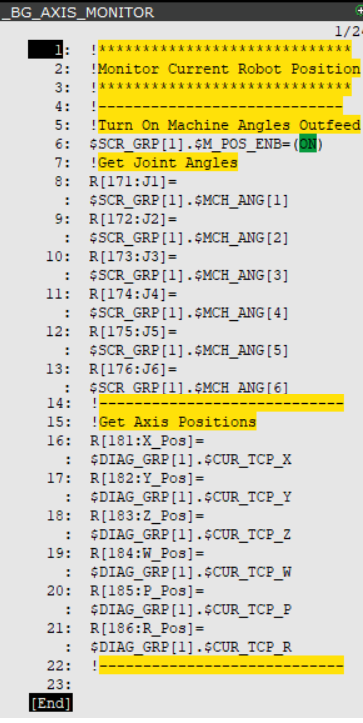 _BG_AXIS_MONITOR
1/24
1: !****************************
2: !Monitor Current Robot Position
3: !****************************
4: !----------------------------
5: !Turn On Machine Angles Outfeed
6: $SCR_GRP[1].$M_POS_ENB=(ON)
7: !Get Joint Angles
8: R[171:J1]=
: $SCR_GRP[1].$MCH_ANG[1]
9: R[172:J2]=
: $SCR_GRP[1].$MCH_ANG[2]
10: R[173:J3]=
: $SCR_GRP[1].$MCH_ANG[3]
11: R[174:J4]=
: $SCR_GRP[1].$MCH_ANG[4]
12: R[175:J5]=
: $SCR_GRP[1].$MCH_ANG[5]
13: R[176:J6]=
: $SCR_GRP[1].$MCH_ANG[6]
14: !----------------------------
15: !Get Axis Positions
16: R[181:X_Pos]=
: $DIAG_GRP[1].$CUR_TCP_X
17: R[182:Y_Pos]=
: $DIAG_GRP[1].$CUR_TCP_Y
18: R[183:Z_Pos]=
: $DIAG_GRP[1].$CUR_TCP_Z
19: R[184:W_Pos]=
: $DIAG_GRP[1].$CUR_TCP_W
20: R[185:P_Pos]=
: $DIAG_GRP[1].$CUR_TCP_P
21: R[186:R_Pos]=
: $DIAG_GRP[1].$CUR_TCP_R
22: !----------------------------
23:
[End]